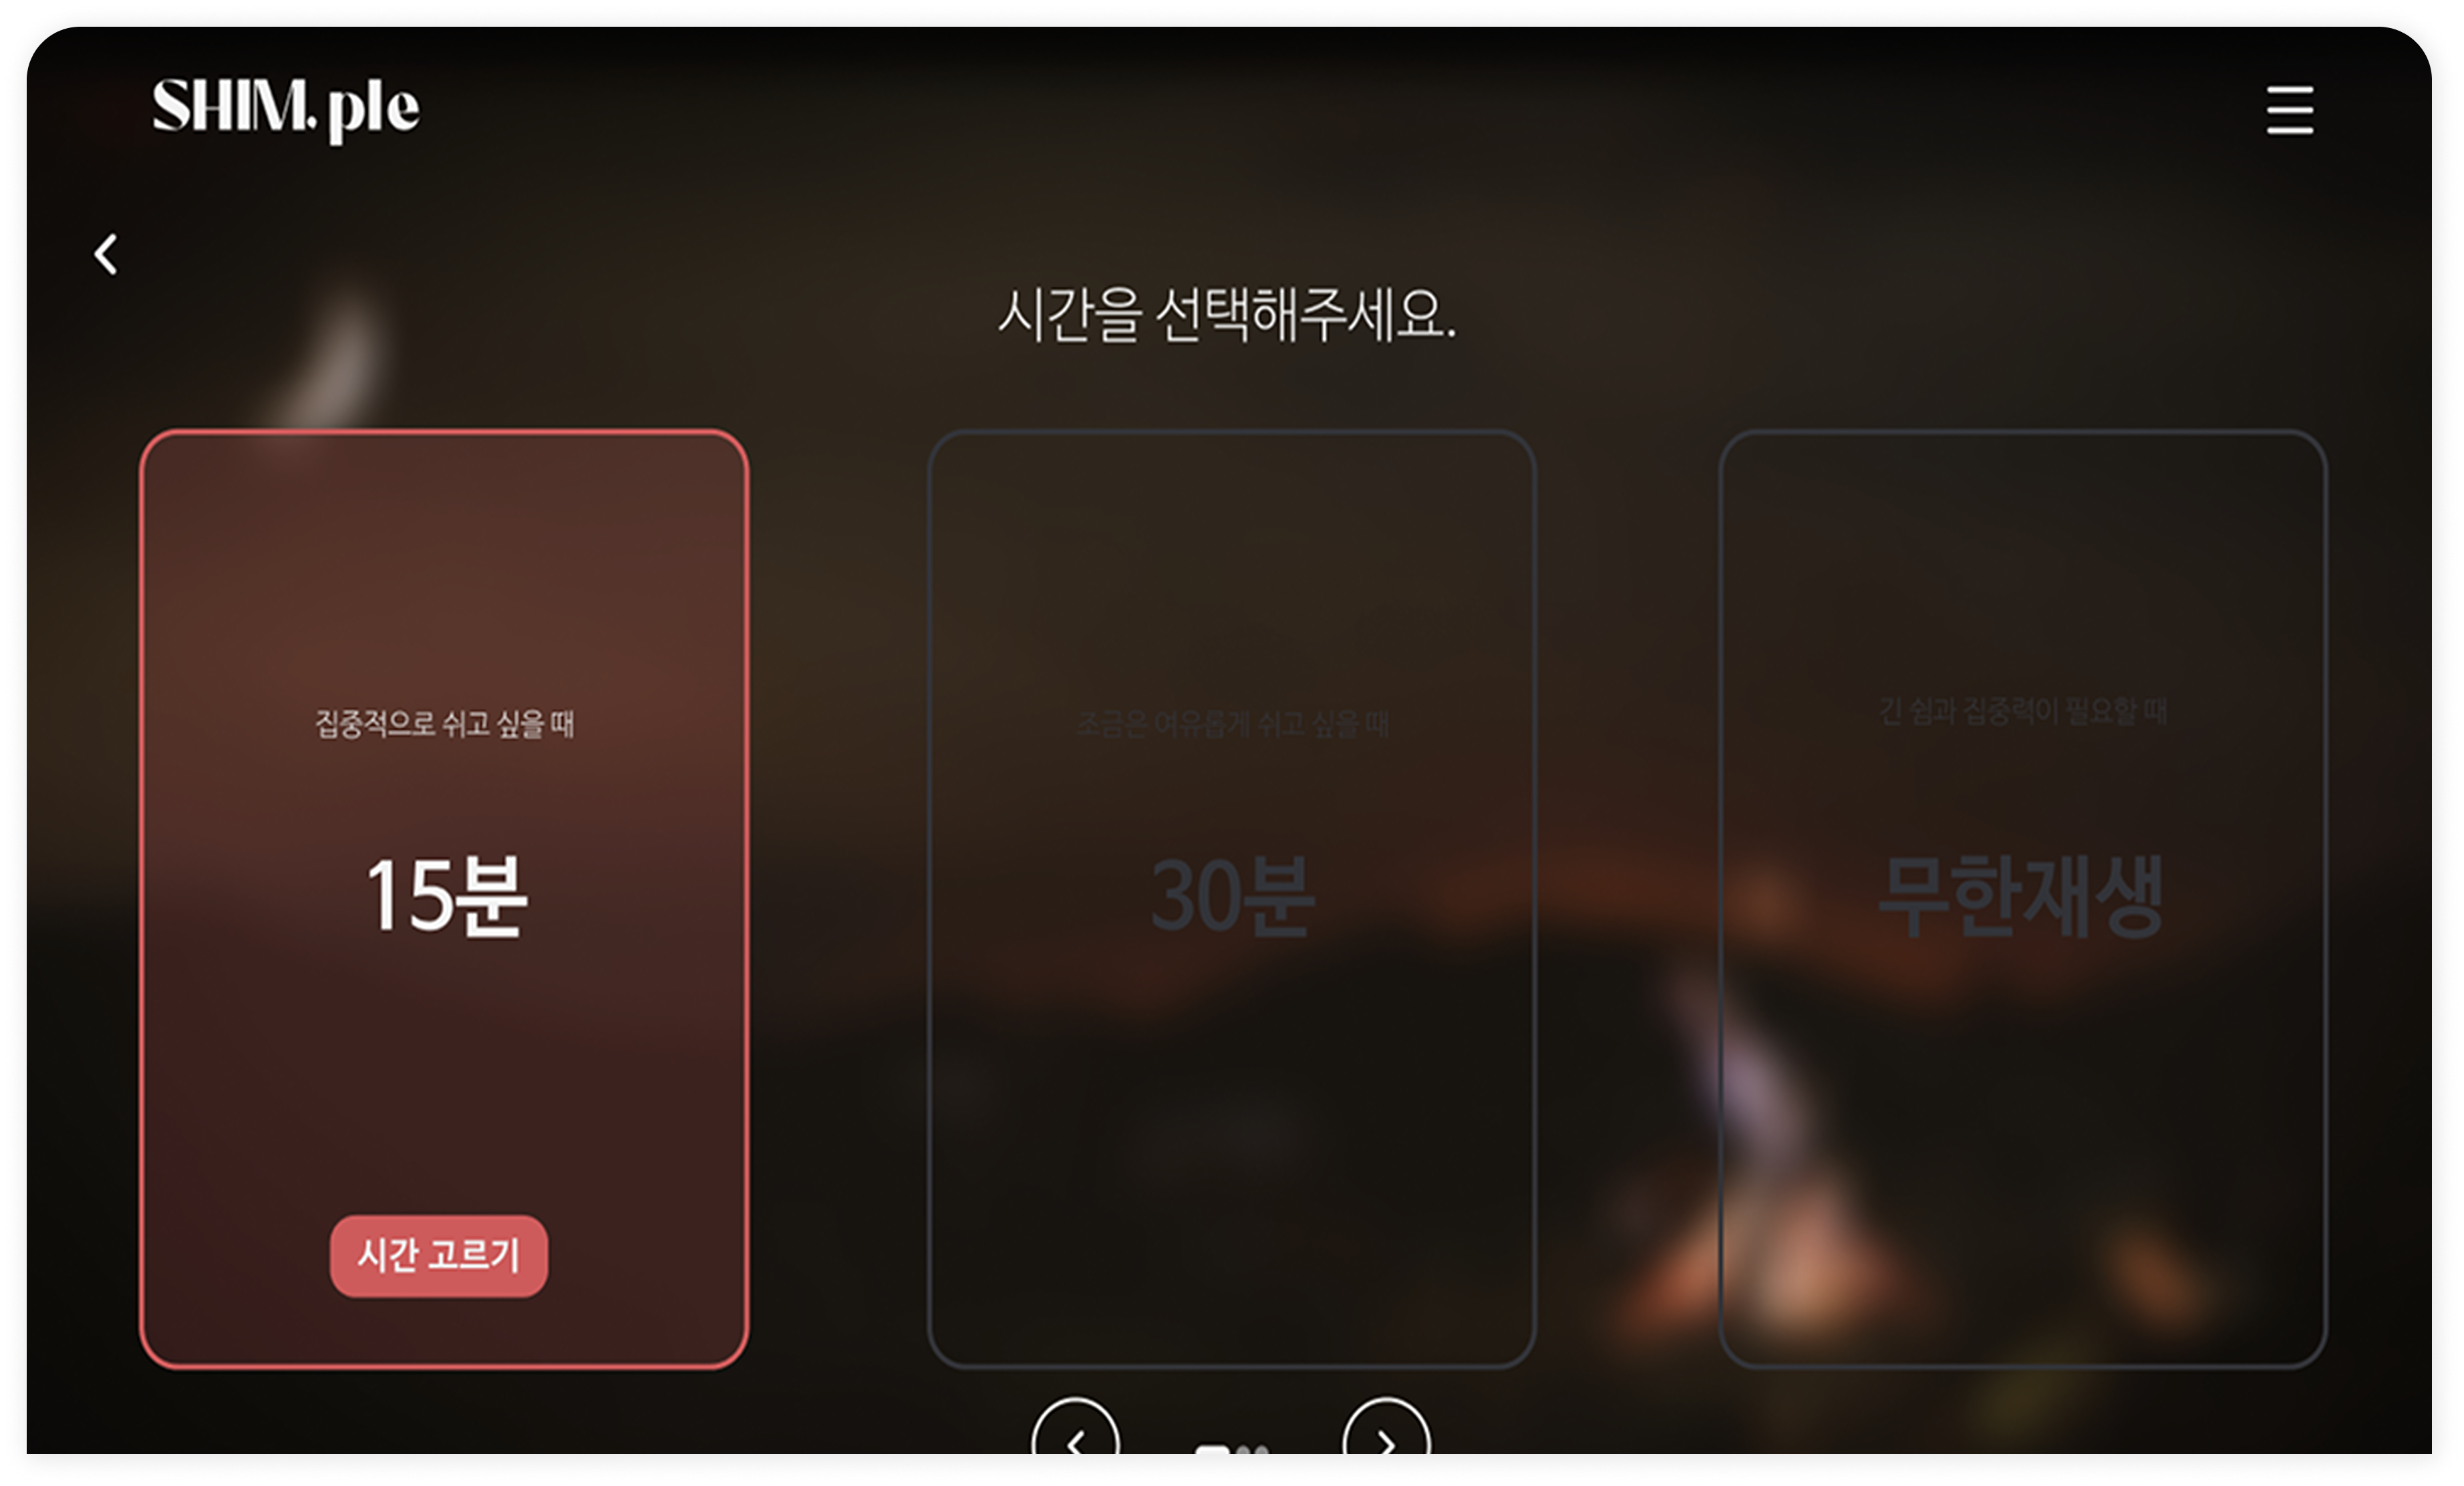 SHIM.ple
시간을 선택해주세요.
집중적으로 쉬고 싶을 때
15분
시간 고르기
조금은 여유롭게 쉬고 싶을 때
30분
긴 쉼과 집중력이 필요할 때
무한재생